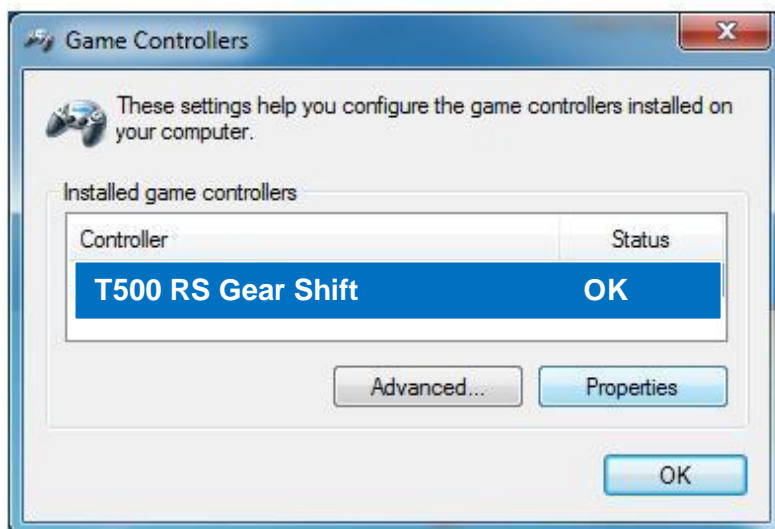 Game Controllers
These settings help you configure the game controllers installed on
your computer.
Installed game controllers
Controller Status
T500 RS Gear Shift OK
Advanced... Properties
OK